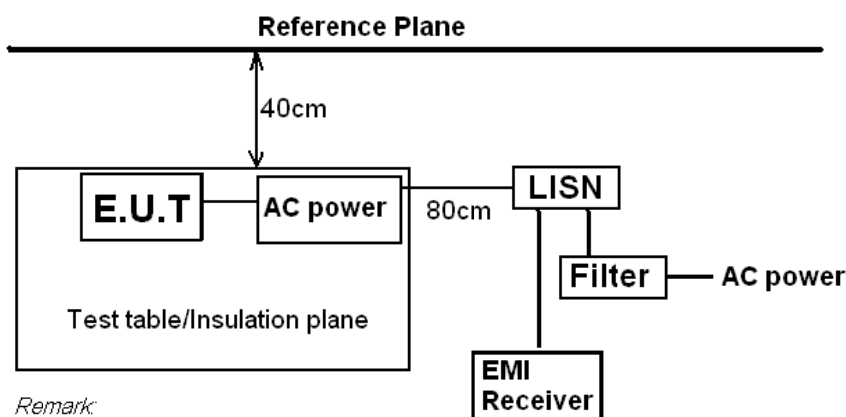 Reference Plane
40cm
E.U.T
AC power
80cm
LISN
Filter
AC power
Test table/Insulation plane
EMI
Receiver
Remark: